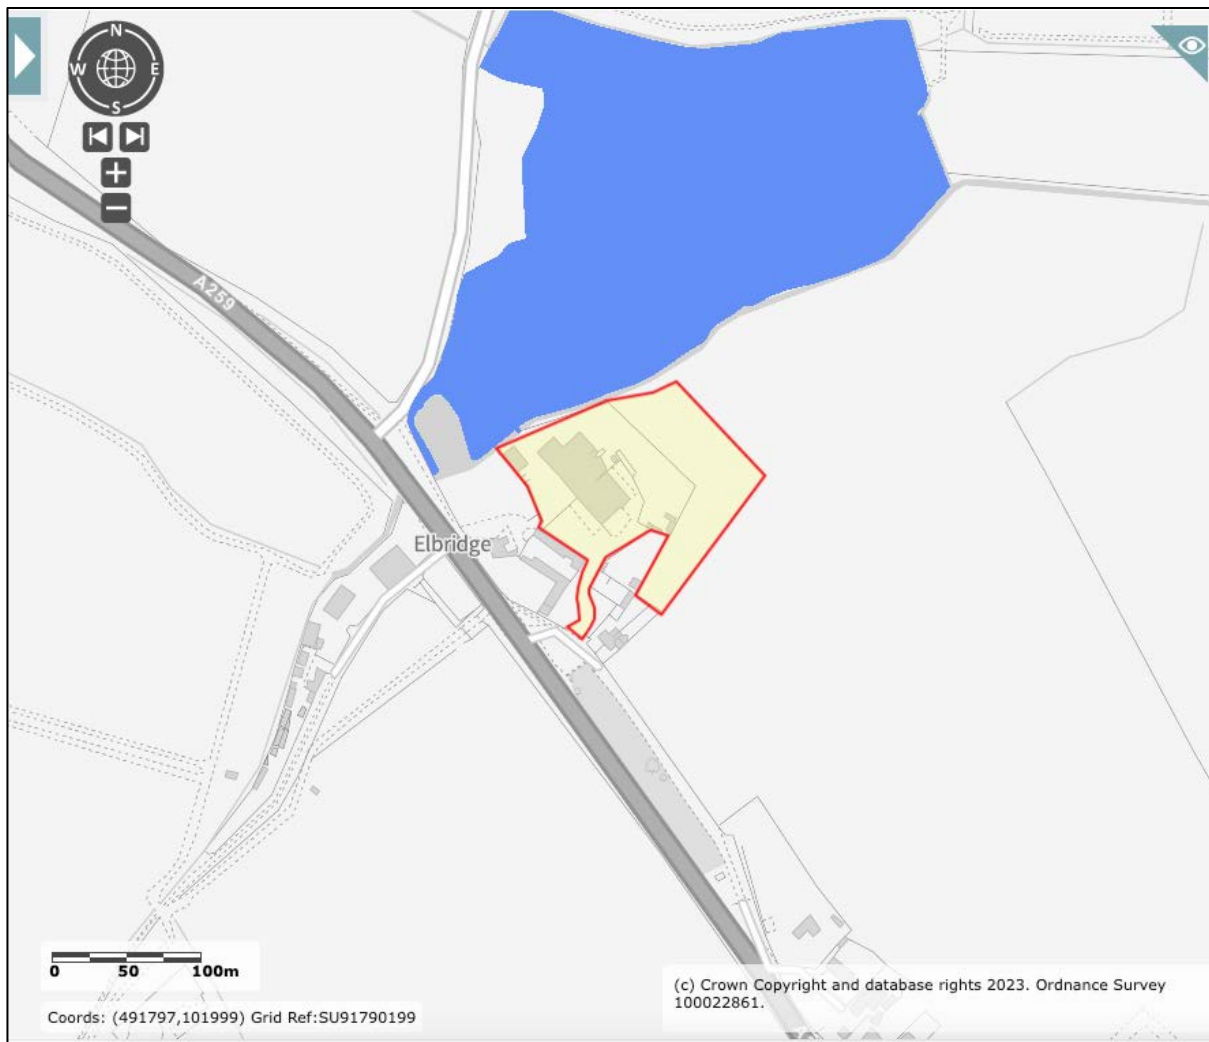 N
W E
S
A259
Elbridge
0 50 100m
(c) Crown Copyright and database rights 2023. Ordnance Survey
100022861.
Coords: (491797,101999) Grid Ref:SU91790199